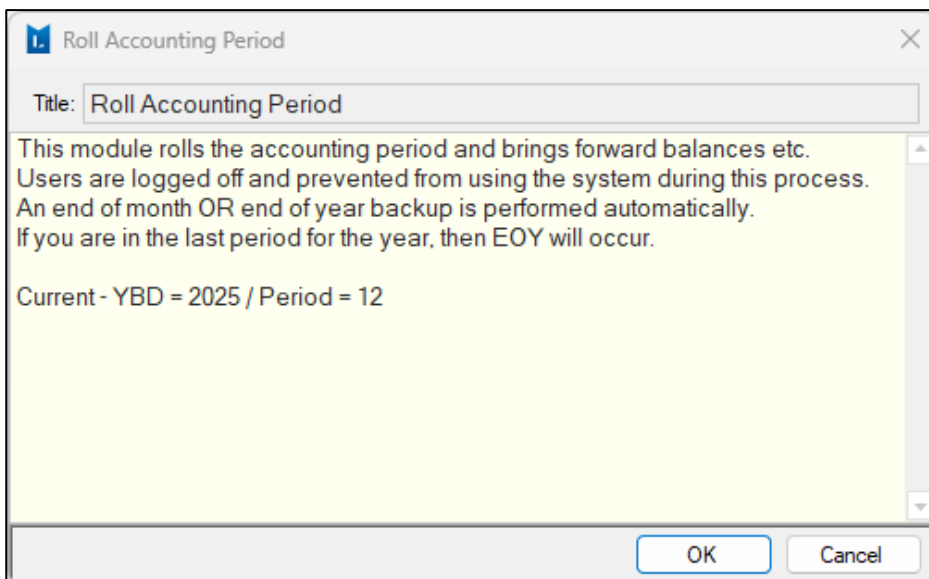 Roll Accounting Period
Title: Roll Accounting Period
This module rolls the accounting period and brings forward balances etc.
Users are logged off and prevented from using the system during this process.
An end of month OR end of year backup is performed automatically.
If you are in the last period for the year, then EOY will occur.
Current - YBD = 2025 / Period = 12
OK Cancel